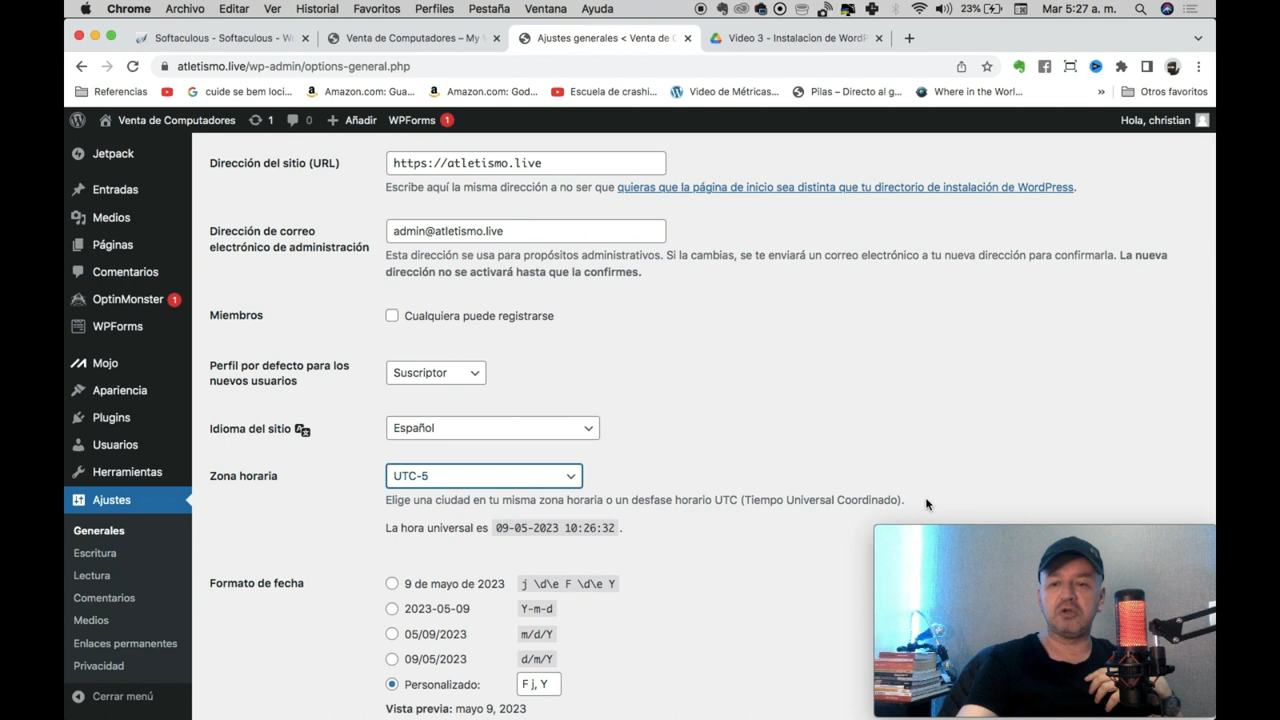 Chrome Archivo Editar Ver Historial Favoritos Perfiles Pestaña Ventana Ayuda 23% Mar 5:27 a. m.
Softaculous - Softaculous - W Venta de Computadores – My Ajustes generales < Venta de C Video 3 - Instalacion de WordP
atletismo.live/wp-admin/options-general.php
Referencias cuide se bem loci... Amazon.com: Gua... Amazon.com: God... Escuela de crashi... Video de Métricas... Pilas – Directo al g... Where in the Worl... » Otros favoritos
Venta de Computadores 1 0 Añadir WPForms 1 Hola, christian
Jetpack
Entradas
Medios
Páginas
Comentarios
OptinMonster 1
WPForms
Mojo
Apariencia
Plugins
Usuarios
Herramientas
Ajustes
Generales
Escritura
Lectura
Comentarios
Medios
Enlaces permanentes
Privacidad
Cerrar menú
Dirección del sitio (URL) https://atletismo.live
Escribe aquí la misma dirección a no ser que quieras que la página de inicio sea distinta que tu directorio de instalación de WordPress.
Dirección de correo
electrónico de administración
admin@atletismo.live
Esta dirección se usa para propósitos administrativos. Si la cambias, se te enviará un correo electrónico a tu nueva dirección para confirmarla. La nueva
dirección no se activará hasta que la confirmes.
Miembros Cualquiera puede registrarse
Perfil por defecto para los
nuevos usuarios
Suscriptor
Idioma del sitio Español
Zona horaria UTC-5
Elige una ciudad en tu misma zona horaria o un desfase horario UTC (Tiempo Universal Coordinado).
La hora universal es 09-05-2023 10:26:32 .
Formato de fecha 9 de mayo de 2023 j \d\e F \d\e Y
2023-05-09 Y-m-d
05/09/2023 m/d/Y
09/05/2023 d/m/Y
Personalizado: F j, Y
Vista previa: mayo 9, 2023